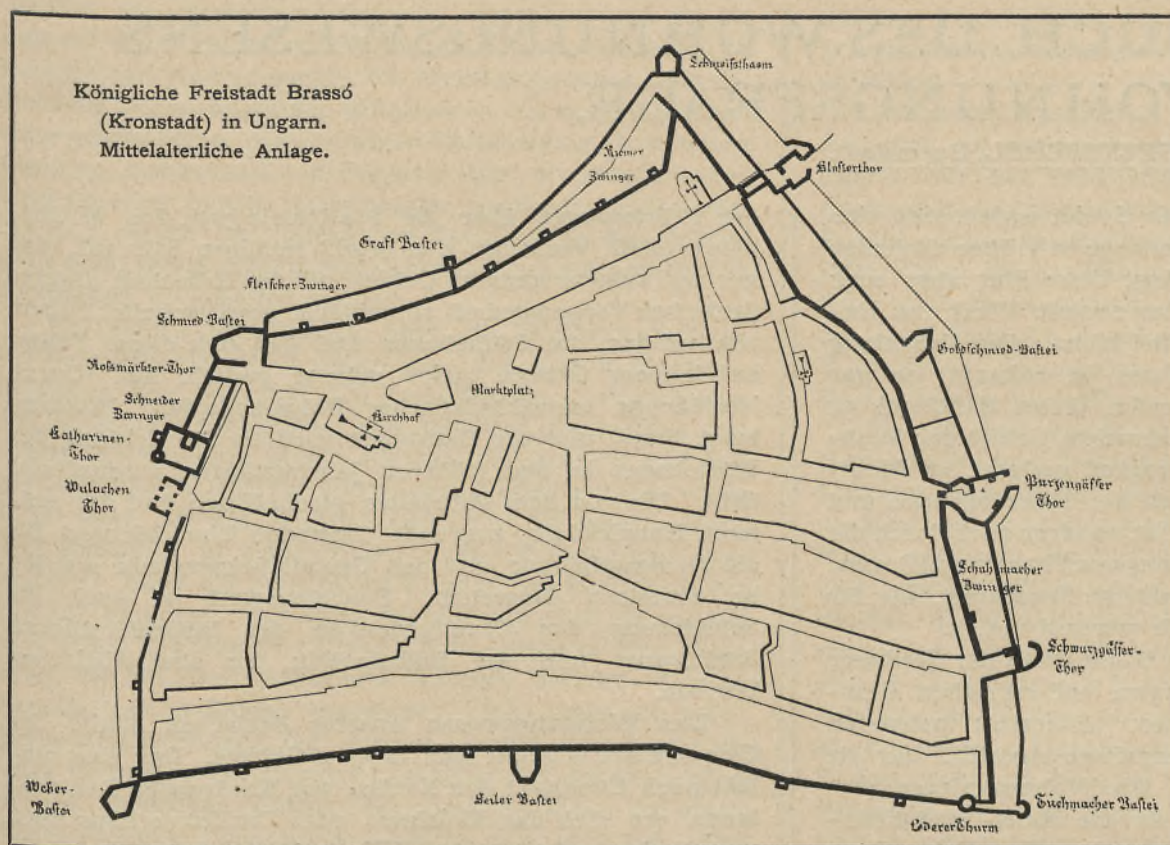 Königliche Freistadt Brassó
(Kronstadt) in Ungarn.
Mittelalterliche Anlage.
Riemer
Zwinger
Klosterthor
Graft Bastei
Fleischer Zwinger
Schmied-Bastei
Goldschmied-Bastei
Roßmärkter-Thor
Marktplatz
Schneider
Zwinger
Kirchhof
Catharinen-
Thor
Walachen
Thor
Purzengässer
Thor
Schuhmacher
Zwinger
Schwarzgässer-
Thor
Weber-
Bastei
Seiler Bastei
Tuchmacher Bastei
Lderer Thurm